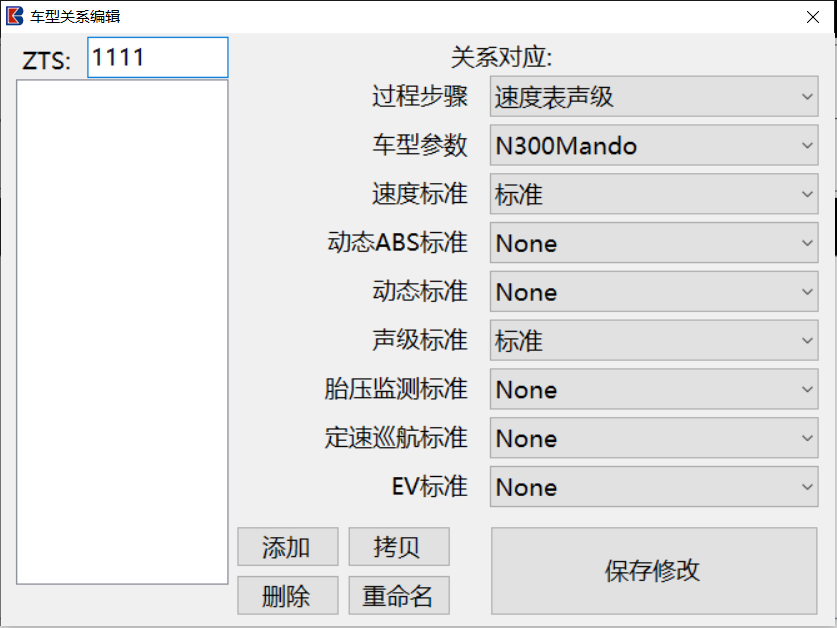 车型关系编辑
ZTS: 1111
关系对应:
过程步骤 速度表声级
车型参数 N300Mando
速度标准 标准
动态ABS标准 None
动态标准 None
声级标准 标准
胎压监测标准 None
定速巡航标准 None
EV标准 None
添加 拷贝
删除 重命名
保存修改